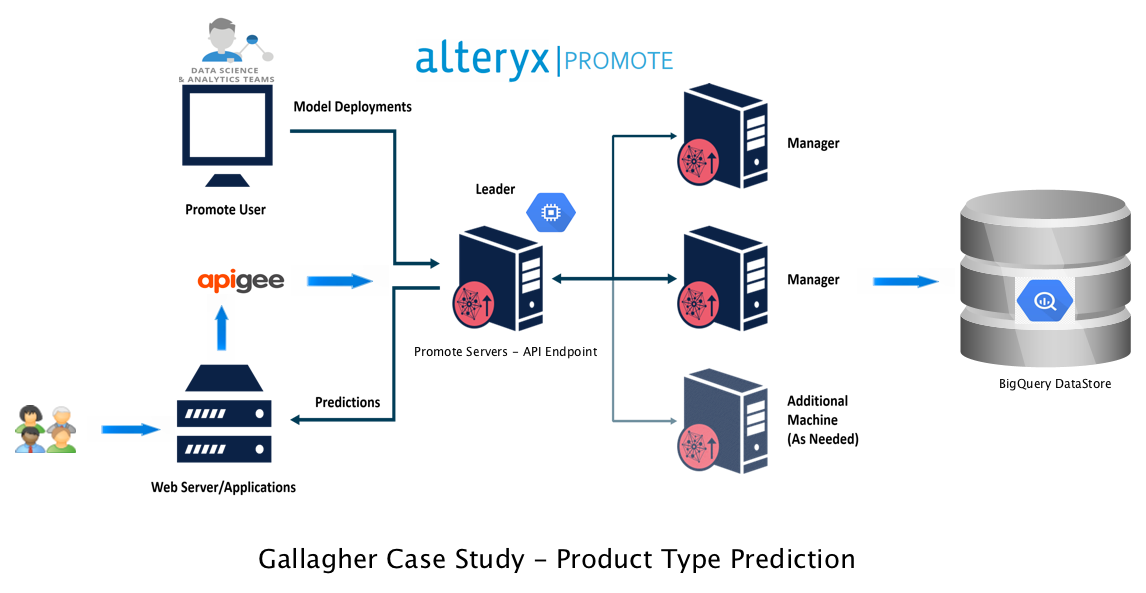 DATA SCIENCE
& ANALYTICS TEAMS
alteryx | PROMOTE
Model Deployments
Manager
Leader
Promote User
apigee
Manager
Promote Servers - API Endpoint
BigQuery DataStore
Predictions
Additional
Machine
(As Needed)
Web Server/Applications
Gallagher Case Study - Product Type Prediction